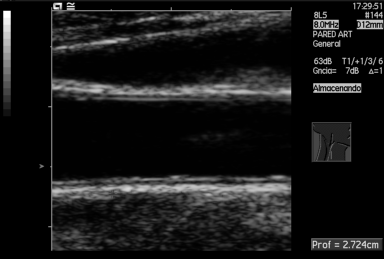 17:29:51
8L5 #144
8.0MHz D12mm
PARED ART
General
63dB T1/+1/3/ 6
Gncia= 7dB Δ=1
Almacenando
Prof = 2.724cm